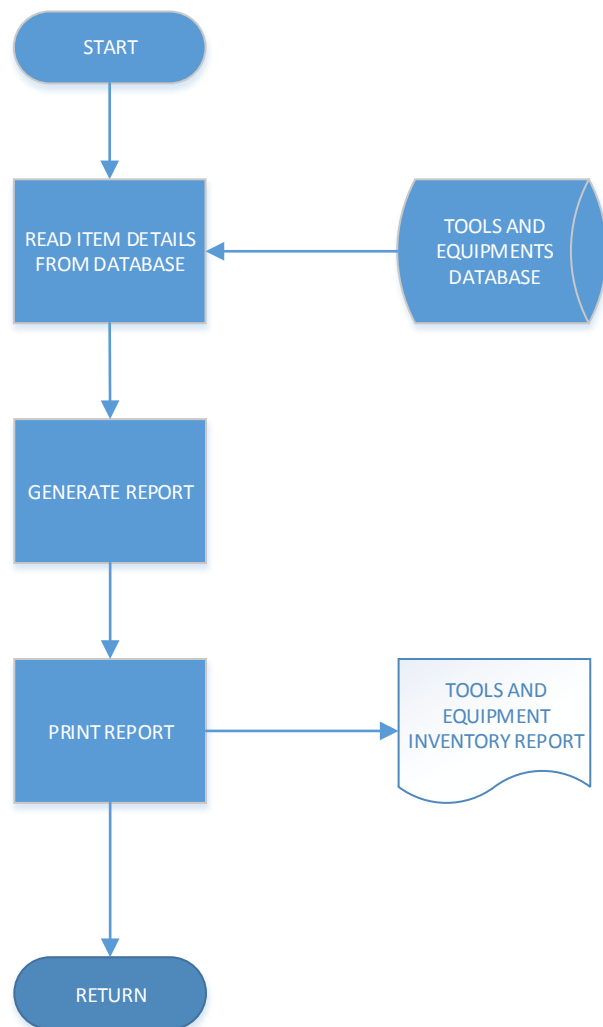 START
READ ITEM DETAILS
FROM DATABASE
TOOLS AND
EQUIPMENTS
DATABASE
GENERATE REPORT
PRINT REPORT
TOOLS AND
EQUIPMENT
INVENTORY REPORT
RETURN